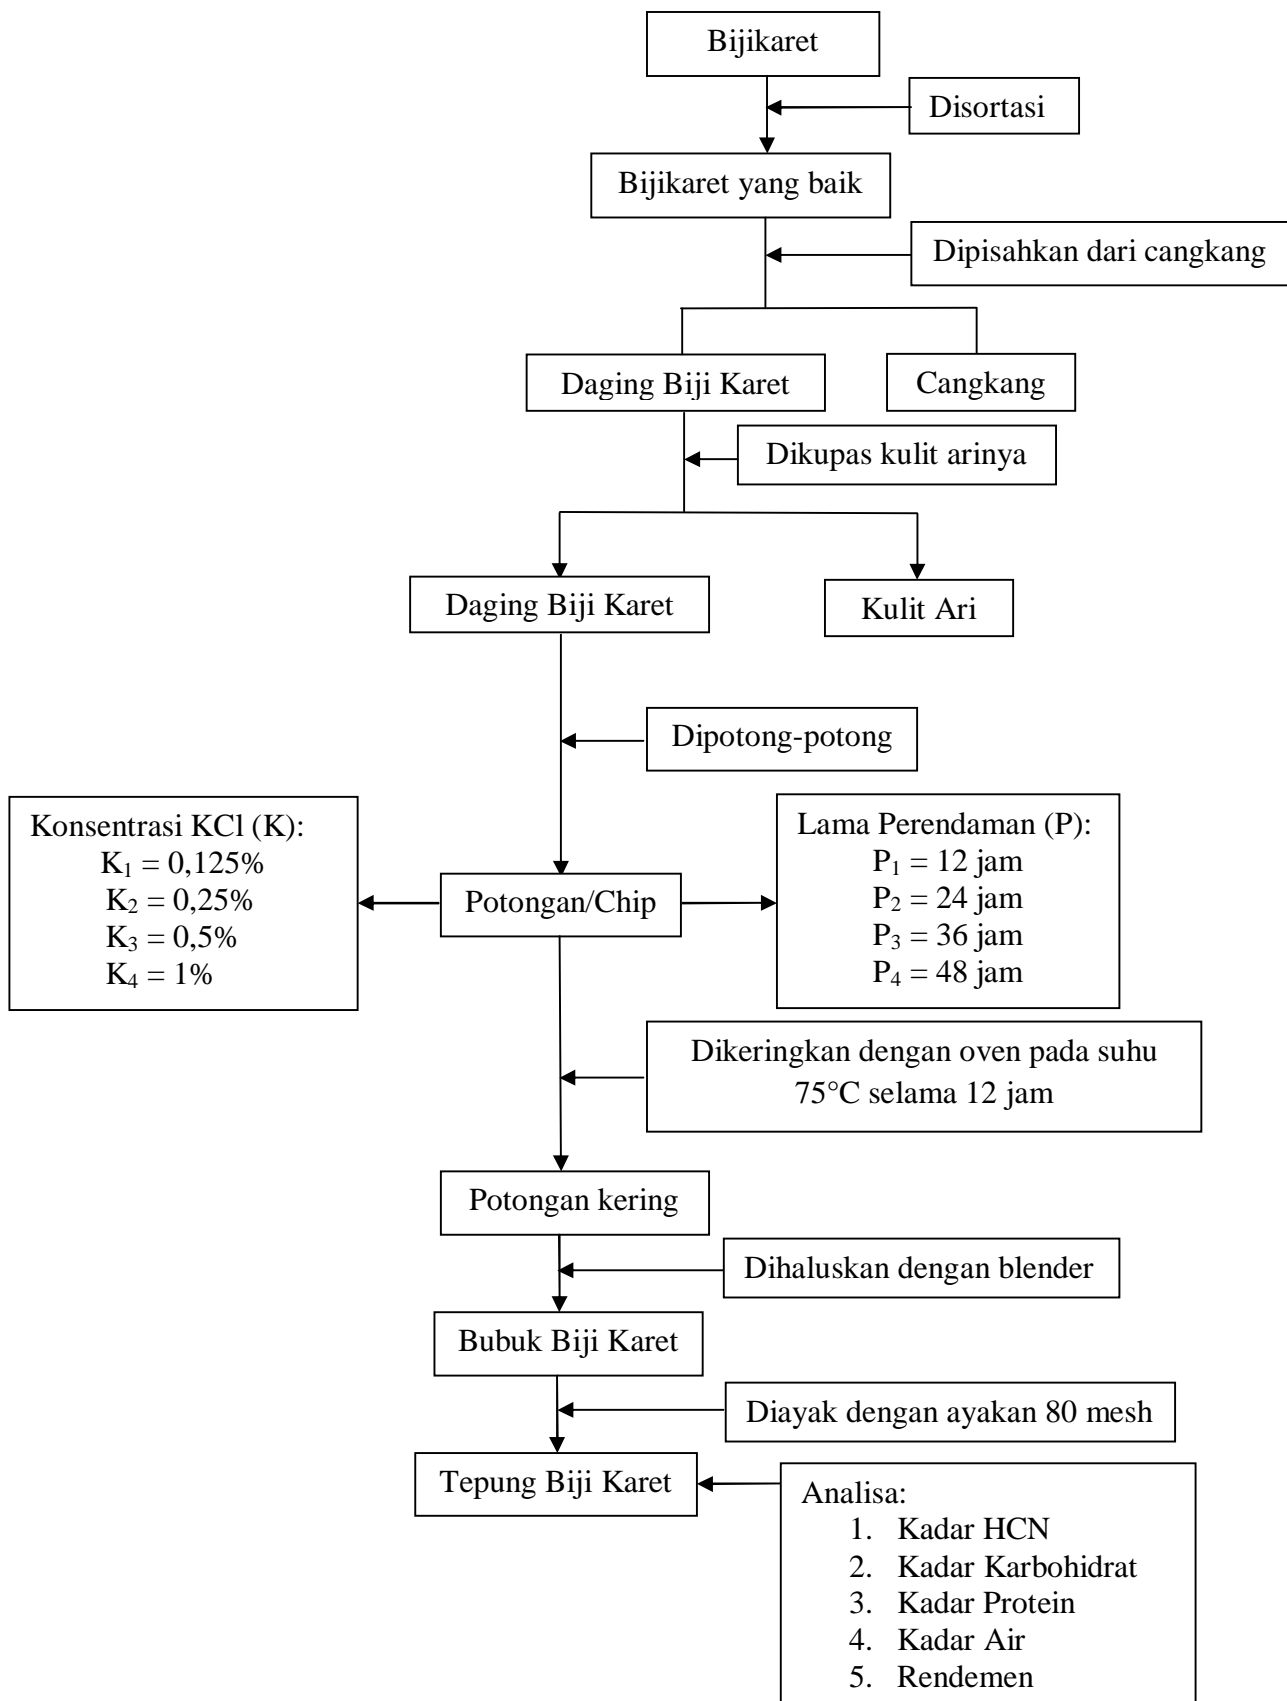 Bijikaret
Disortasi
Bijikaret yang baik
Dipisahkan dari cangkang
Daging Biji Karet
Cangkang
Dikupas kulit arinya
Daging Biji Karet
Kulit Ari
Dipotong-potong
Konsentrasi KCl (K):
K₁ = 0,125%
K₂ = 0,25%
K₃ = 0,5%
K₄ = 1%
Potongan/Chip
Lama Perendaman (P):
P₁ = 12 jam
P₂ = 24 jam
P₃ = 36 jam
P₄ = 48 jam
Dikeringkan dengan oven pada suhu
75°C selama 12 jam
Potongan kering
Dihaluskan dengan blender
Bubuk Biji Karet
Diayak dengan ayakan 80 mesh
Tepung Biji Karet
Analisa:
1. Kadar HCN
2. Kadar Karbohidrat
3. Kadar Protein
4. Kadar Air
5. Rendemen